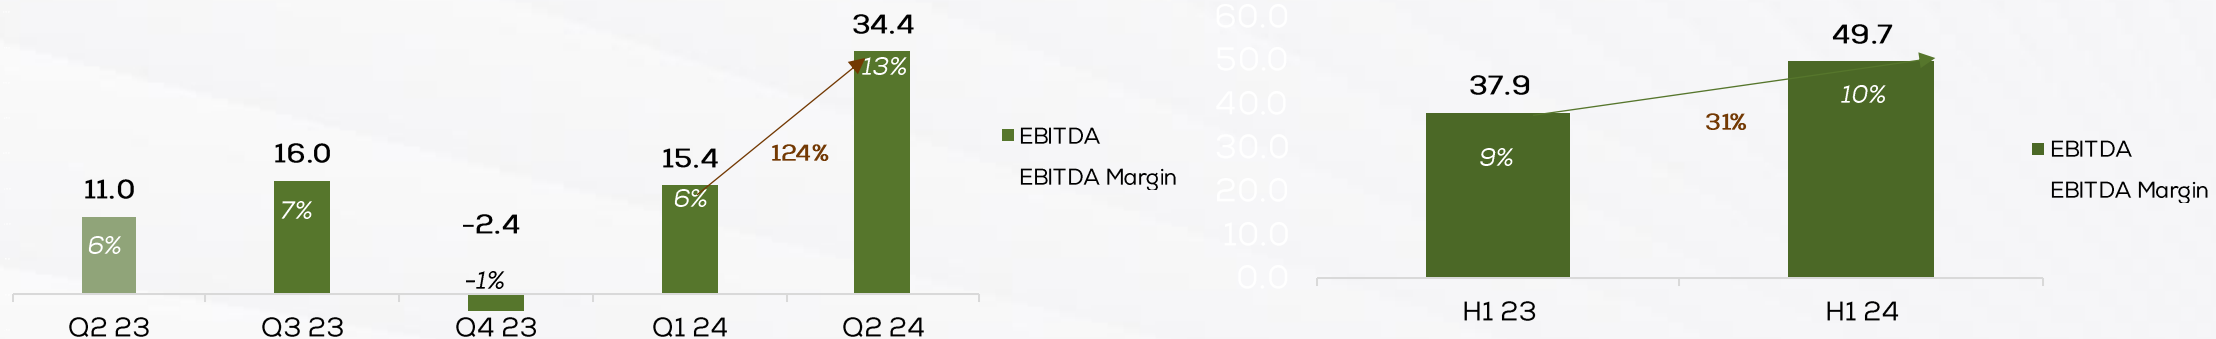 34.4
13%
16.0
7%
11.0
6%
-2.4
-1%
15.4
6%
124%
EBITDA
EBITDA Margin
Q2 23
Q3 23
Q4 23
Q1 24
Q2 24
60.0
50.0
40.0
30.0
20.0
10.0
0.0
37.9
9%
49.7
10%
31%
EBITDA
EBITDA Margin
H1 23
H1 24